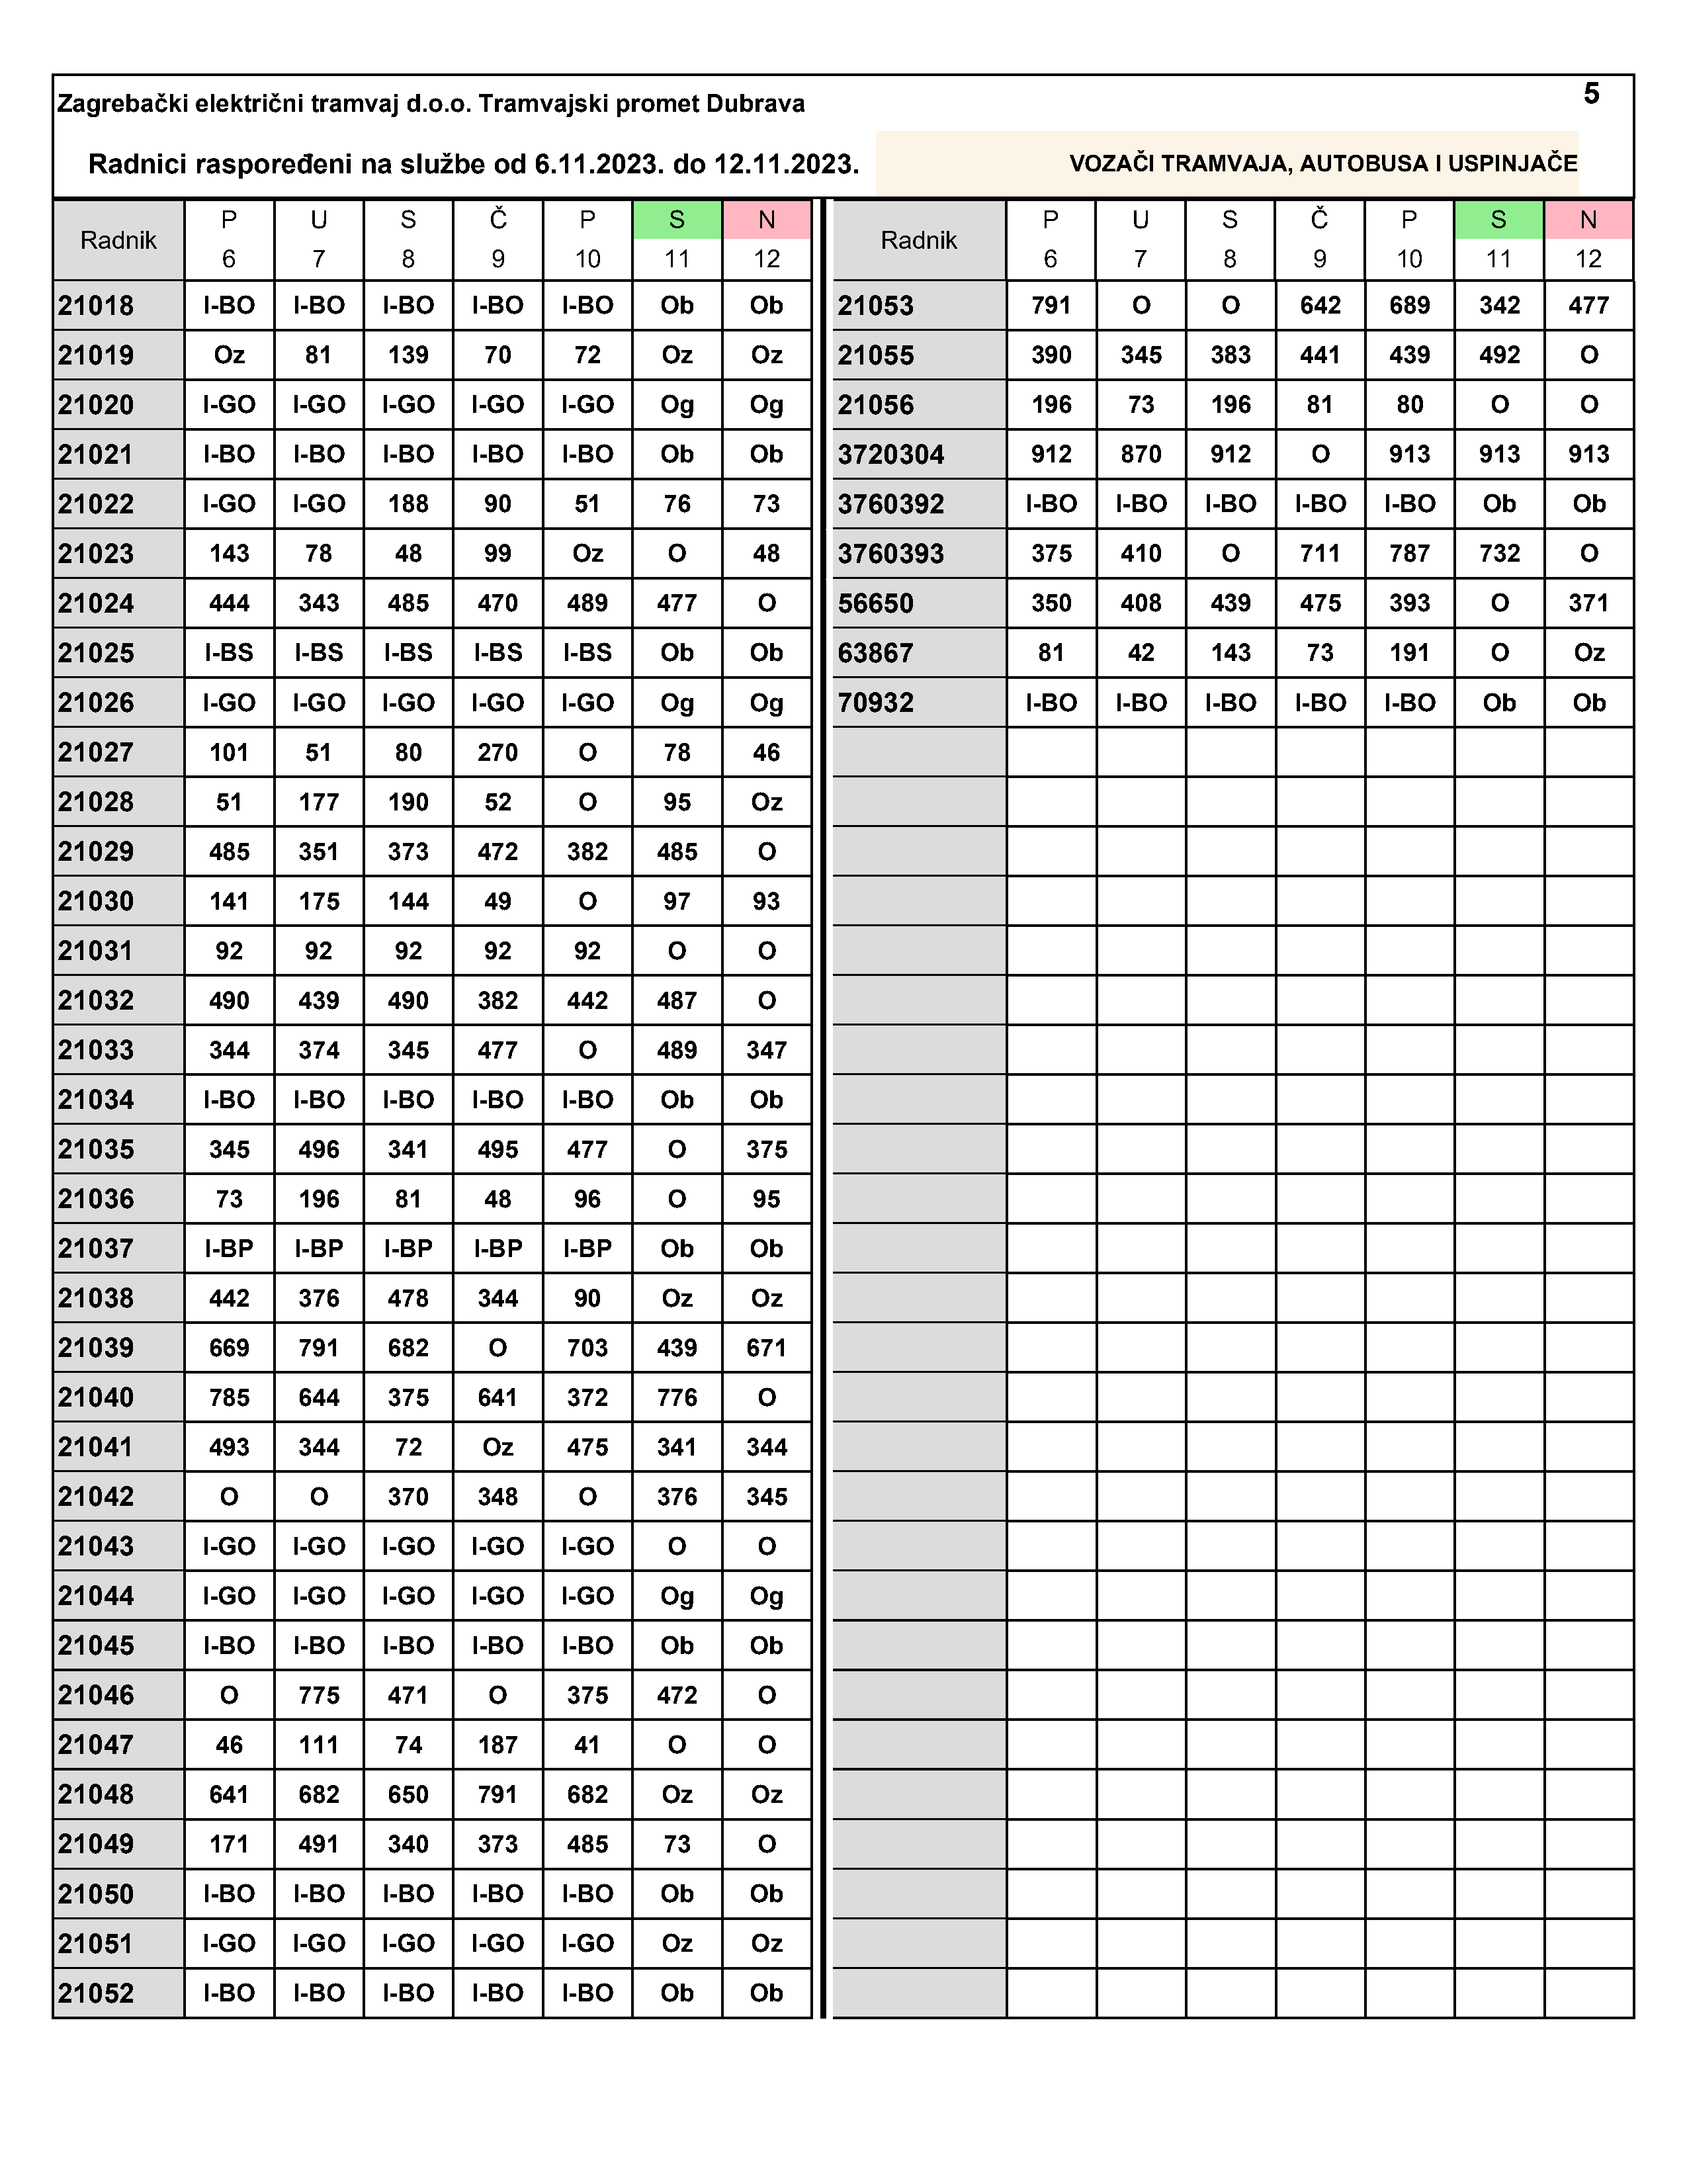 5
Zagrebački električni tramvaj d.o.o. Tramvajski promet Dubrava
Radnici raspoređeni na službe od 6.11.2023. do 12.11.2023. VOZAČI TRAMVAJA, AUTOBUSA I USPINJAČE
Radnik P U S Č P S N
6 7 8 9 10 11 12
21018 I-BO I-BO I-BO I-BO I-BO Ob Ob
21019 Oz 81 139 70 72 Oz Oz
21020 I-GO I-GO I-GO I-GO I-GO Og Og
21021 I-BO I-BO I-BO I-BO I-BO Ob Ob
21022 I-GO I-GO 188 90 51 76 73
21023 143 78 48 99 Oz O 48
21024 444 343 485 470 489 477 O
21025 I-BS I-BS I-BS I-BS I-BS Ob Ob
21026 I-GO I-GO I-GO I-GO I-GO Og Og
21027 101 51 80 270 O 78 46
21028 51 177 190 52 O 95 Oz
21029 485 351 373 472 382 485 O
21030 141 175 144 49 O 97 93
21031 92 92 92 92 92 O O
21032 490 439 490 382 442 487 O
21033 344 374 345 477 O 489 347
21034 I-BO I-BO I-BO I-BO I-BO Ob Ob
21035 345 496 341 495 477 O 375
21036 73 196 81 48 96 O 95
21037 I-BP I-BP I-BP I-BP I-BP Ob Ob
21038 442 376 478 344 90 Oz Oz
21039 669 791 682 O 703 439 671
21040 785 644 375 641 372 776 O
21041 493 344 72 Oz 475 341 344
21042 O O 370 348 O 376 345
21043 I-GO I-GO I-GO I-GO I-GO O O
21044 I-GO I-GO I-GO I-GO I-GO Og Og
21045 I-BO I-BO I-BO I-BO I-BO Ob Ob
21046 O 775 471 O 375 472 O
21047 46 111 74 187 41 O O
21048 641 682 650 791 682 Oz Oz
21049 171 491 340 373 485 73 O
21050 I-BO I-BO I-BO I-BO I-BO Ob Ob
21051 I-GO I-GO I-GO I-GO I-GO Oz Oz
21052 I-BO I-BO I-BO I-BO I-BO Ob Ob
Radnik P U S Č P S N
6 7 8 9 10 11 12
21053 791 O O 642 689 342 477
21055 390 345 383 441 439 492 O
21056 196 73 196 81 80 O O
3720304 912 870 912 O 913 913 913
3760392 I-BO I-BO I-BO I-BO I-BO Ob Ob
3760393 375 410 O 711 787 732 O
56650 350 408 439 475 393 O 371
63867 81 42 143 73 191 O Oz
70932 I-BO I-BO I-BO I-BO I-BO Ob Ob